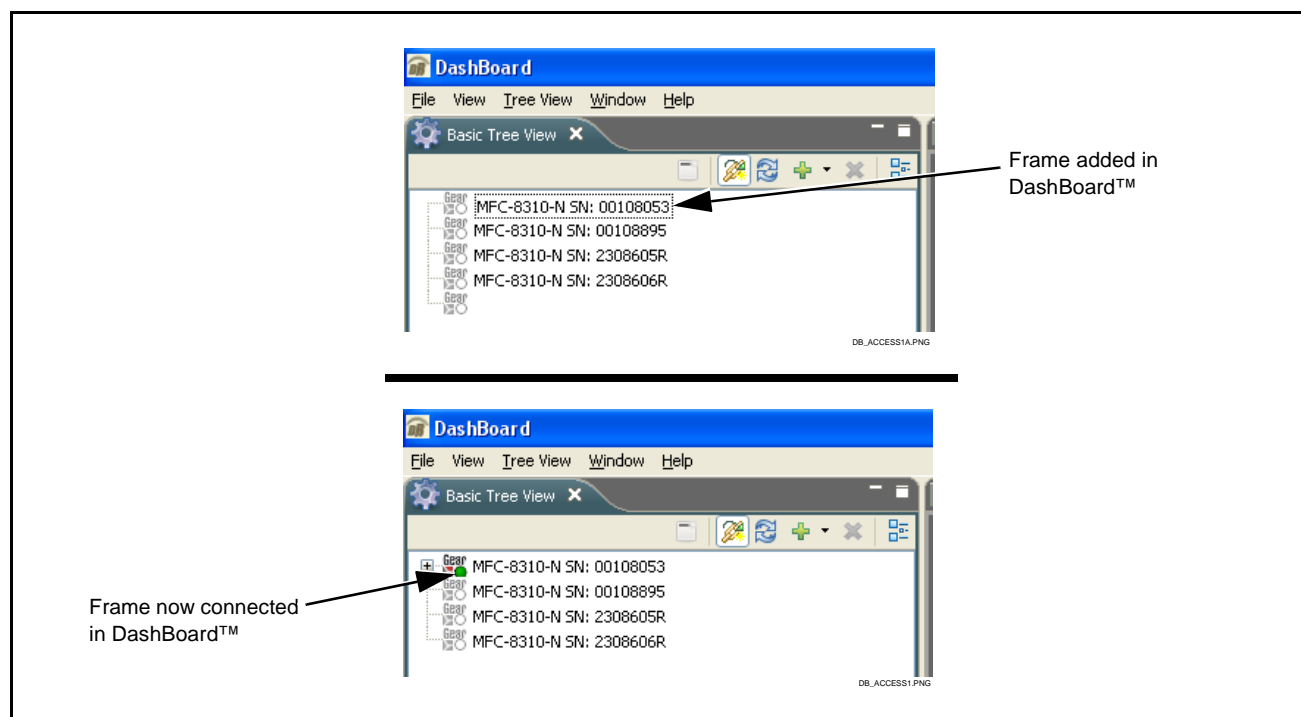 DashBoard
File View Tree View Window Help
Basic Tree View
Frame added in
DashBoard™
Gear MFC-8310-N SN: 00108053
Gear MFC-8310-N SN: 00108895
Gear MFC-8310-N SN: 2308605R
Gear MFC-8310-N SN: 2308606R
Gear
DB_ACCESS1A.PNG
DashBoard
File View Tree View Window Help
Basic Tree View
Gear MFC-8310-N SN: 00108053
Gear MFC-8310-N SN: 00108895
Gear MFC-8310-N SN: 2308605R
Gear MFC-8310-N SN: 2308606R
Frame now connected
in DashBoard™
DB_ACCESS1.PNG